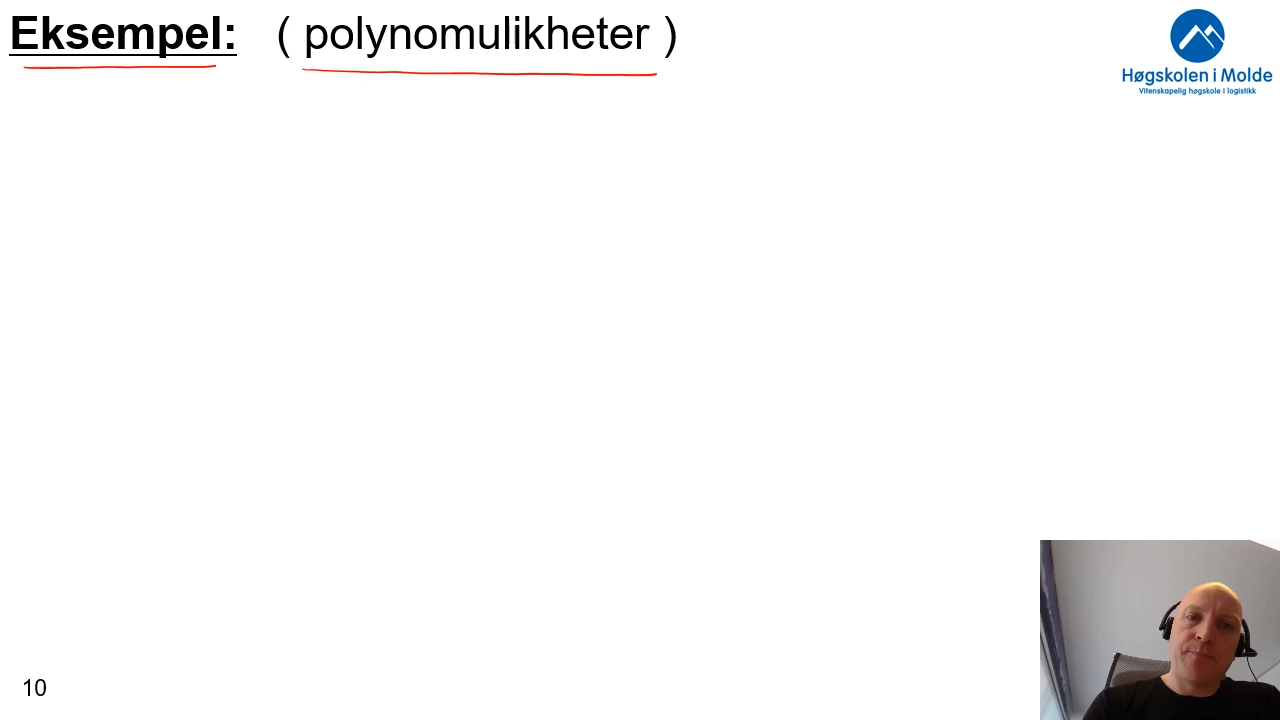 Eksempel: ( polynomulikheter )
Høgskolen i Molde
Vitenskapelig høgskole i logistikk
10